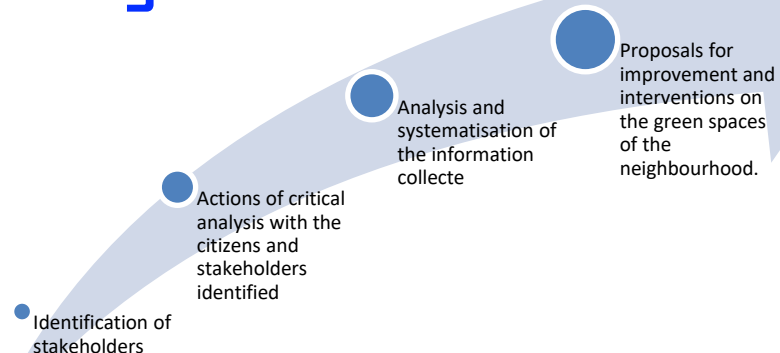 Proposals for
improvement and
interventions on
the green spaces
of the
neighbourhood.
Analysis and
systematisation of
the information
collecte
Actions of critical
analysis with the
citizens and
stakeholders
identified
Identification of
stakeholders